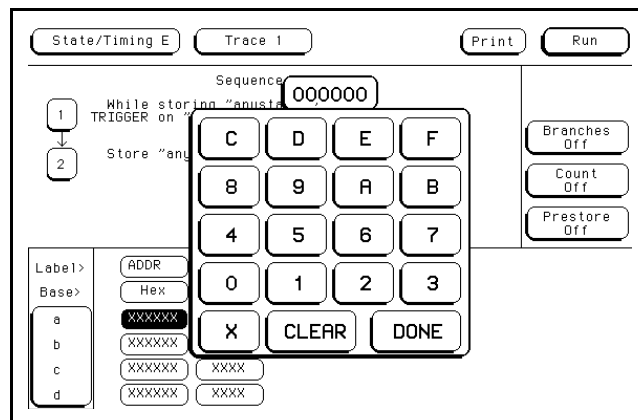 State/Timing E Trace 1 Print Run
Sequence
000000
While storing "anysta
1 TRIGGER on "
2 Store "any
Branches
Off
Count
Off
Prestore
Off
C D E F
8 9 A B
4 5 6 7
0 1 2 3
X CLEAR DONE
Label> ADDR
Base> Hex
a XXXXXX
b XXXXXX
c XXXXXX XXXX
d XXXXXX XXXX